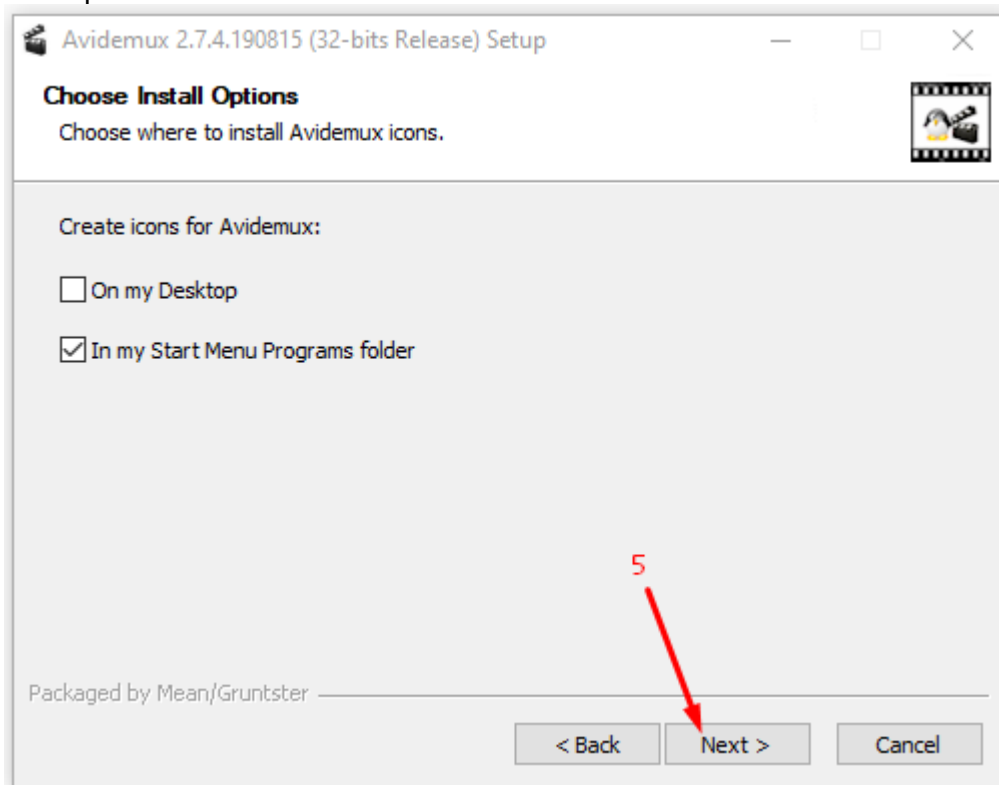 Avidemux 2.7.4.190815 (32-bits Release) Setup
Choose Install Options
Choose where to install Avidemux icons.
Create icons for Avidemux:
On my Desktop
In my Start Menu Programs folder
5
Packaged by Mean/Gruntster
< Back Next > Cancel